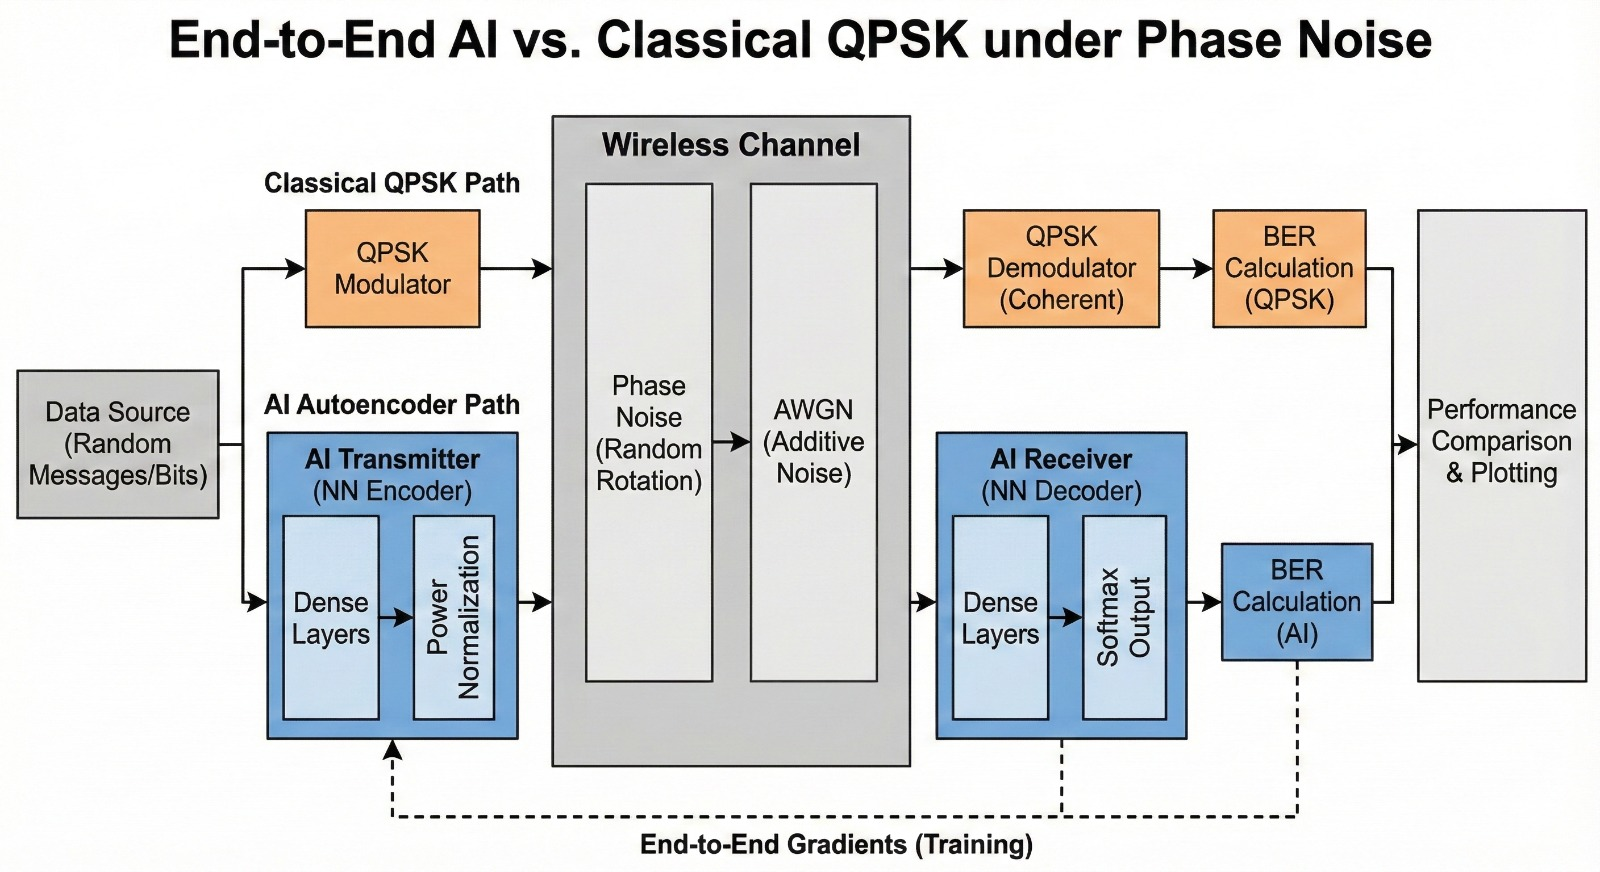 End-to-End AI vs. Classical QPSK under Phase Noise
Wireless Channel
Classical QPSK Path
QPSK
Modulator
QPSK
Demodulator
(Coherent)
BER
Calculation
(QPSK)
Data Source
(Random
Messages/Bits)
AI Autoencoder Path
AI Transmitter
(NN Encoder)
Dense
Layers
Power
Normalization
Phase
Noise
(Random
Rotation)
AWGN
(Additive
Noise)
AI Receiver
(NN Decoder)
Dense
Layers
Softmax
Output
BER
Calculation
(AI)
Performance
Comparison
& Plotting
End-to-End Gradients (Training)